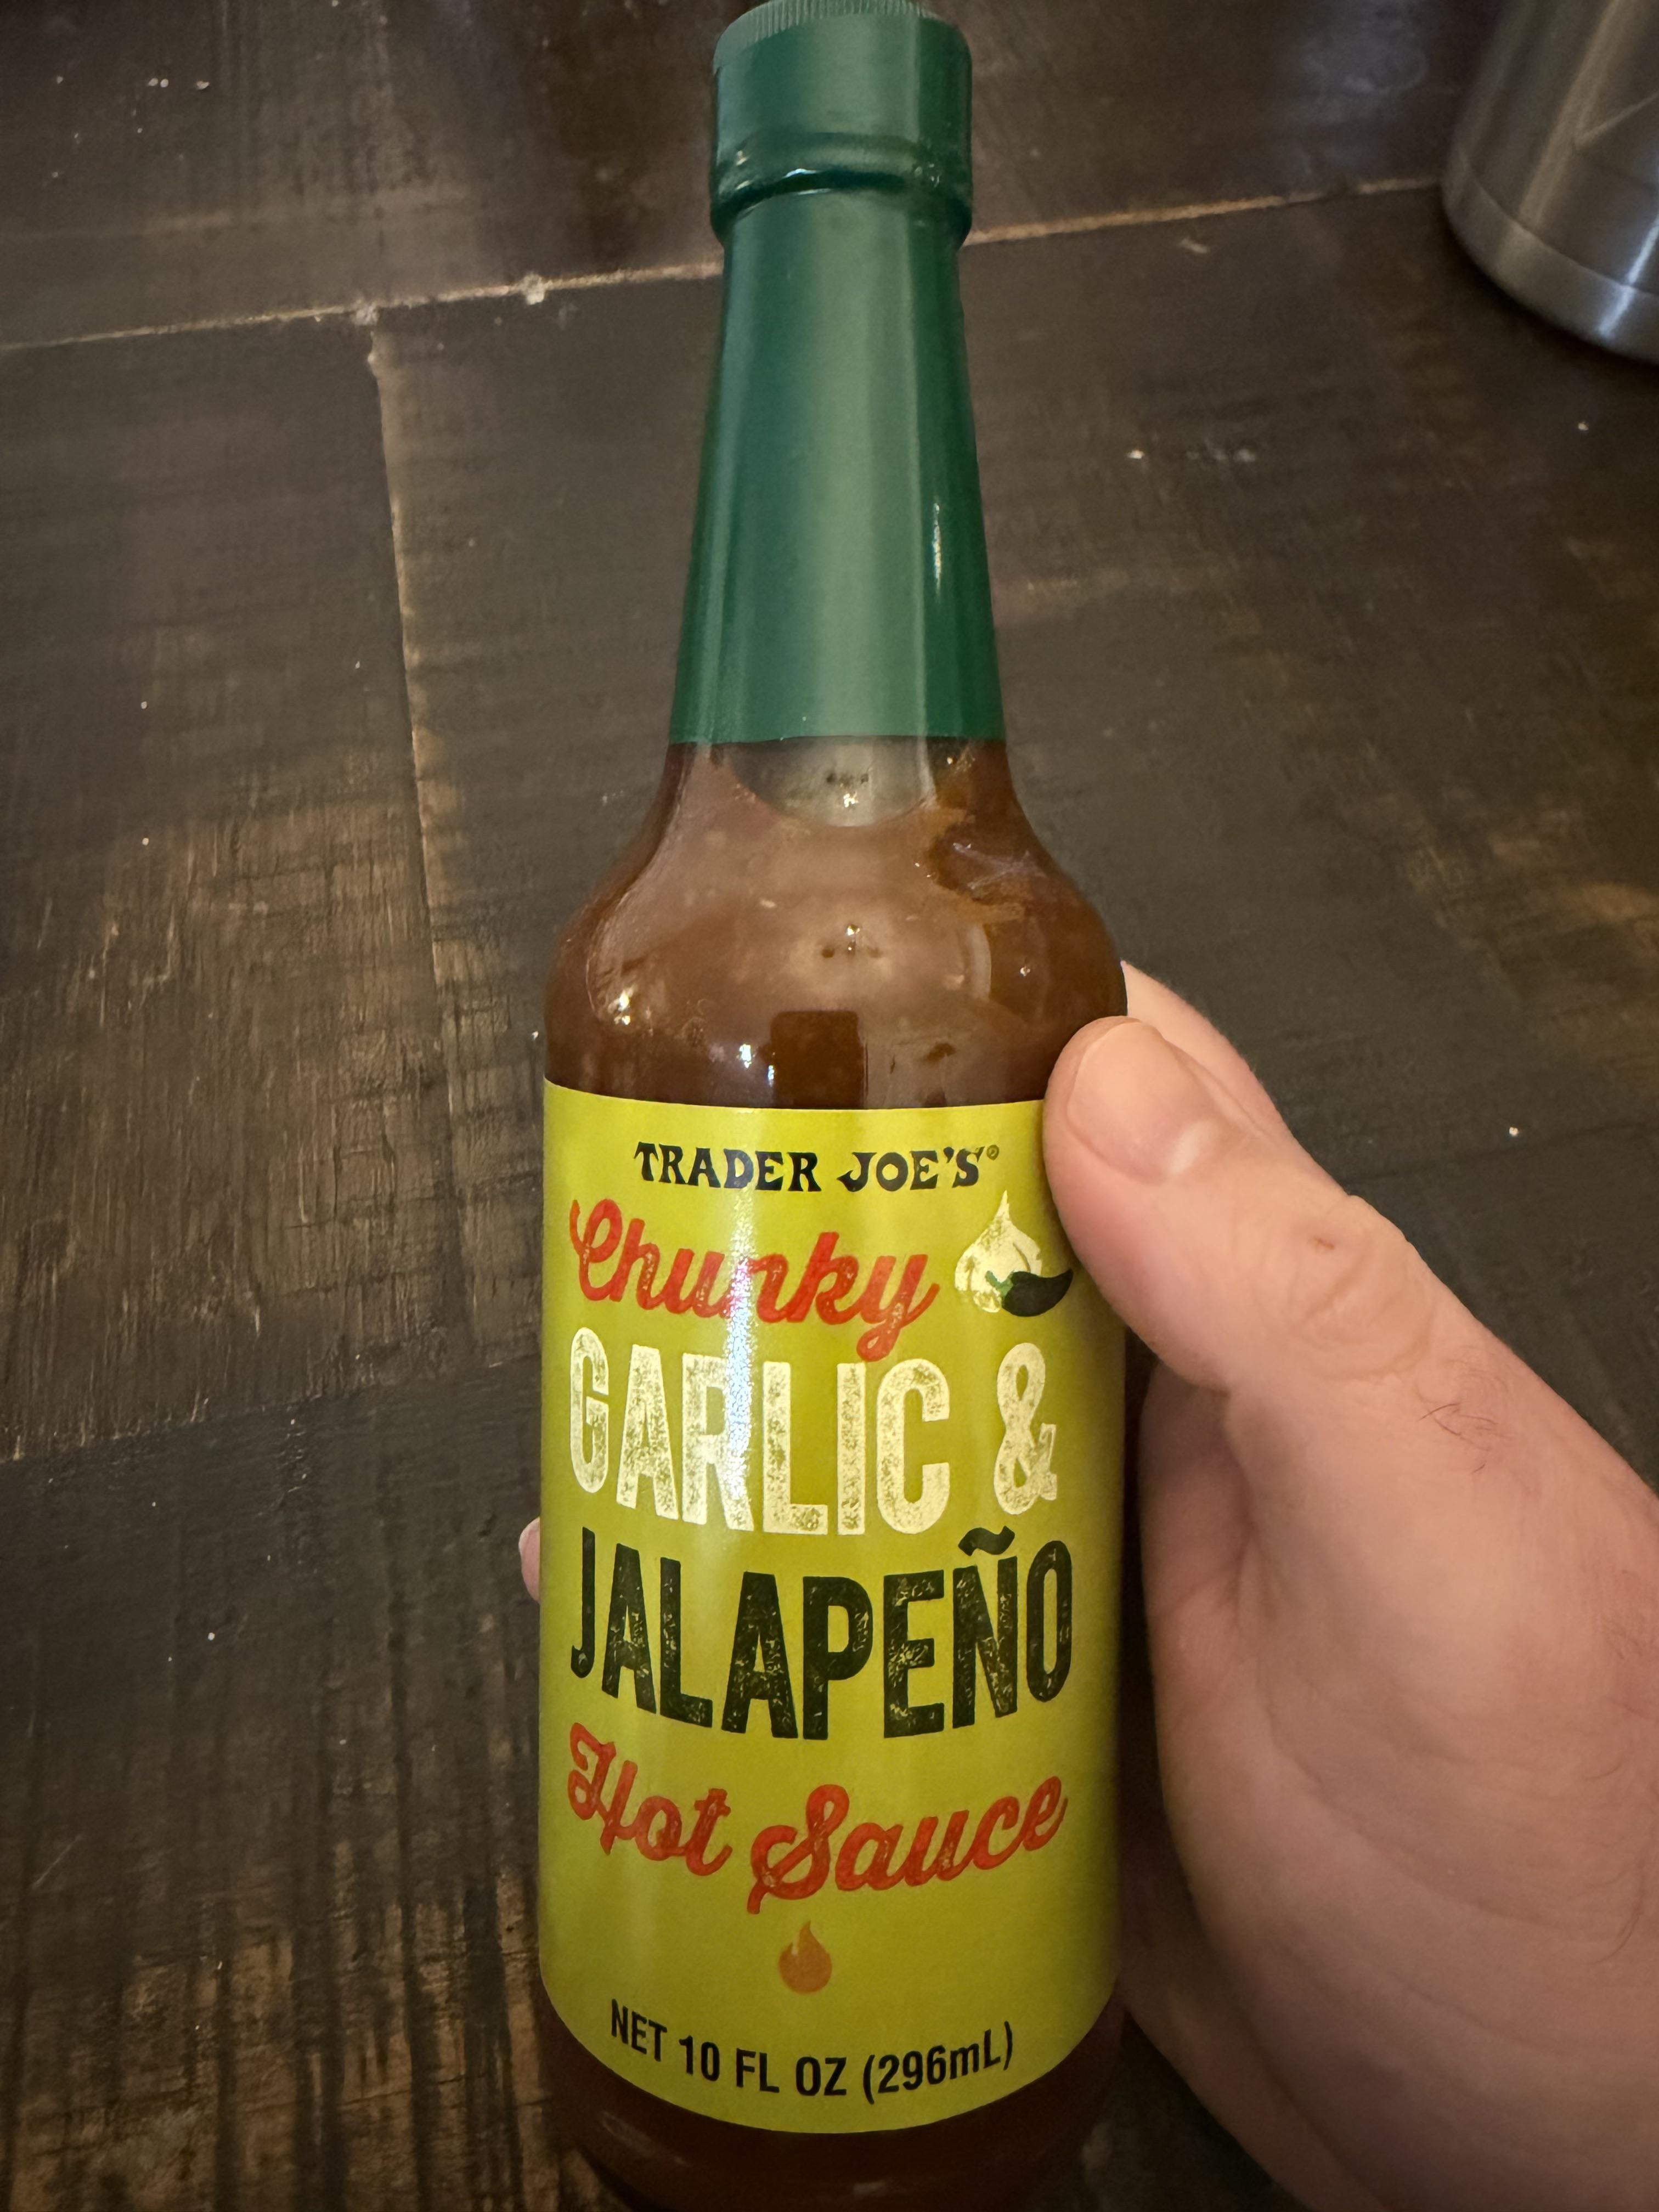 TRADER JOE'S®
Chunky
GARLIC &
JALAPEÑO
Hot Sauce
NET 10 FL OZ (296mL)